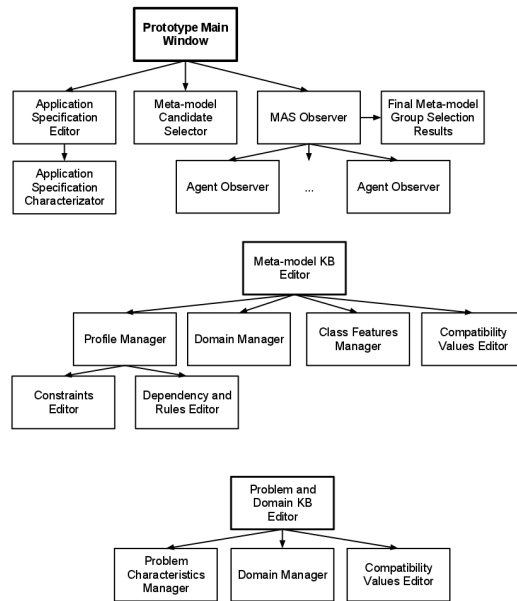 Prototype Main
Window
Application
Specification
Editor
Meta-model
Candidate
Selector
MAS Observer
Final Meta-model
Group Selection
Results
Application
Specification
Characterizator
Agent Observer
...
Agent Observer
Meta-model KB
Editor
Profile Manager
Domain Manager
Class Features
Manager
Compatibility
Values Editor
Constraints
Editor
Dependency and
Rules Editor
Problem and
Domain KB
Editor
Problem
Characteristics
Manager
Domain Manager
Compatibility
Values Editor